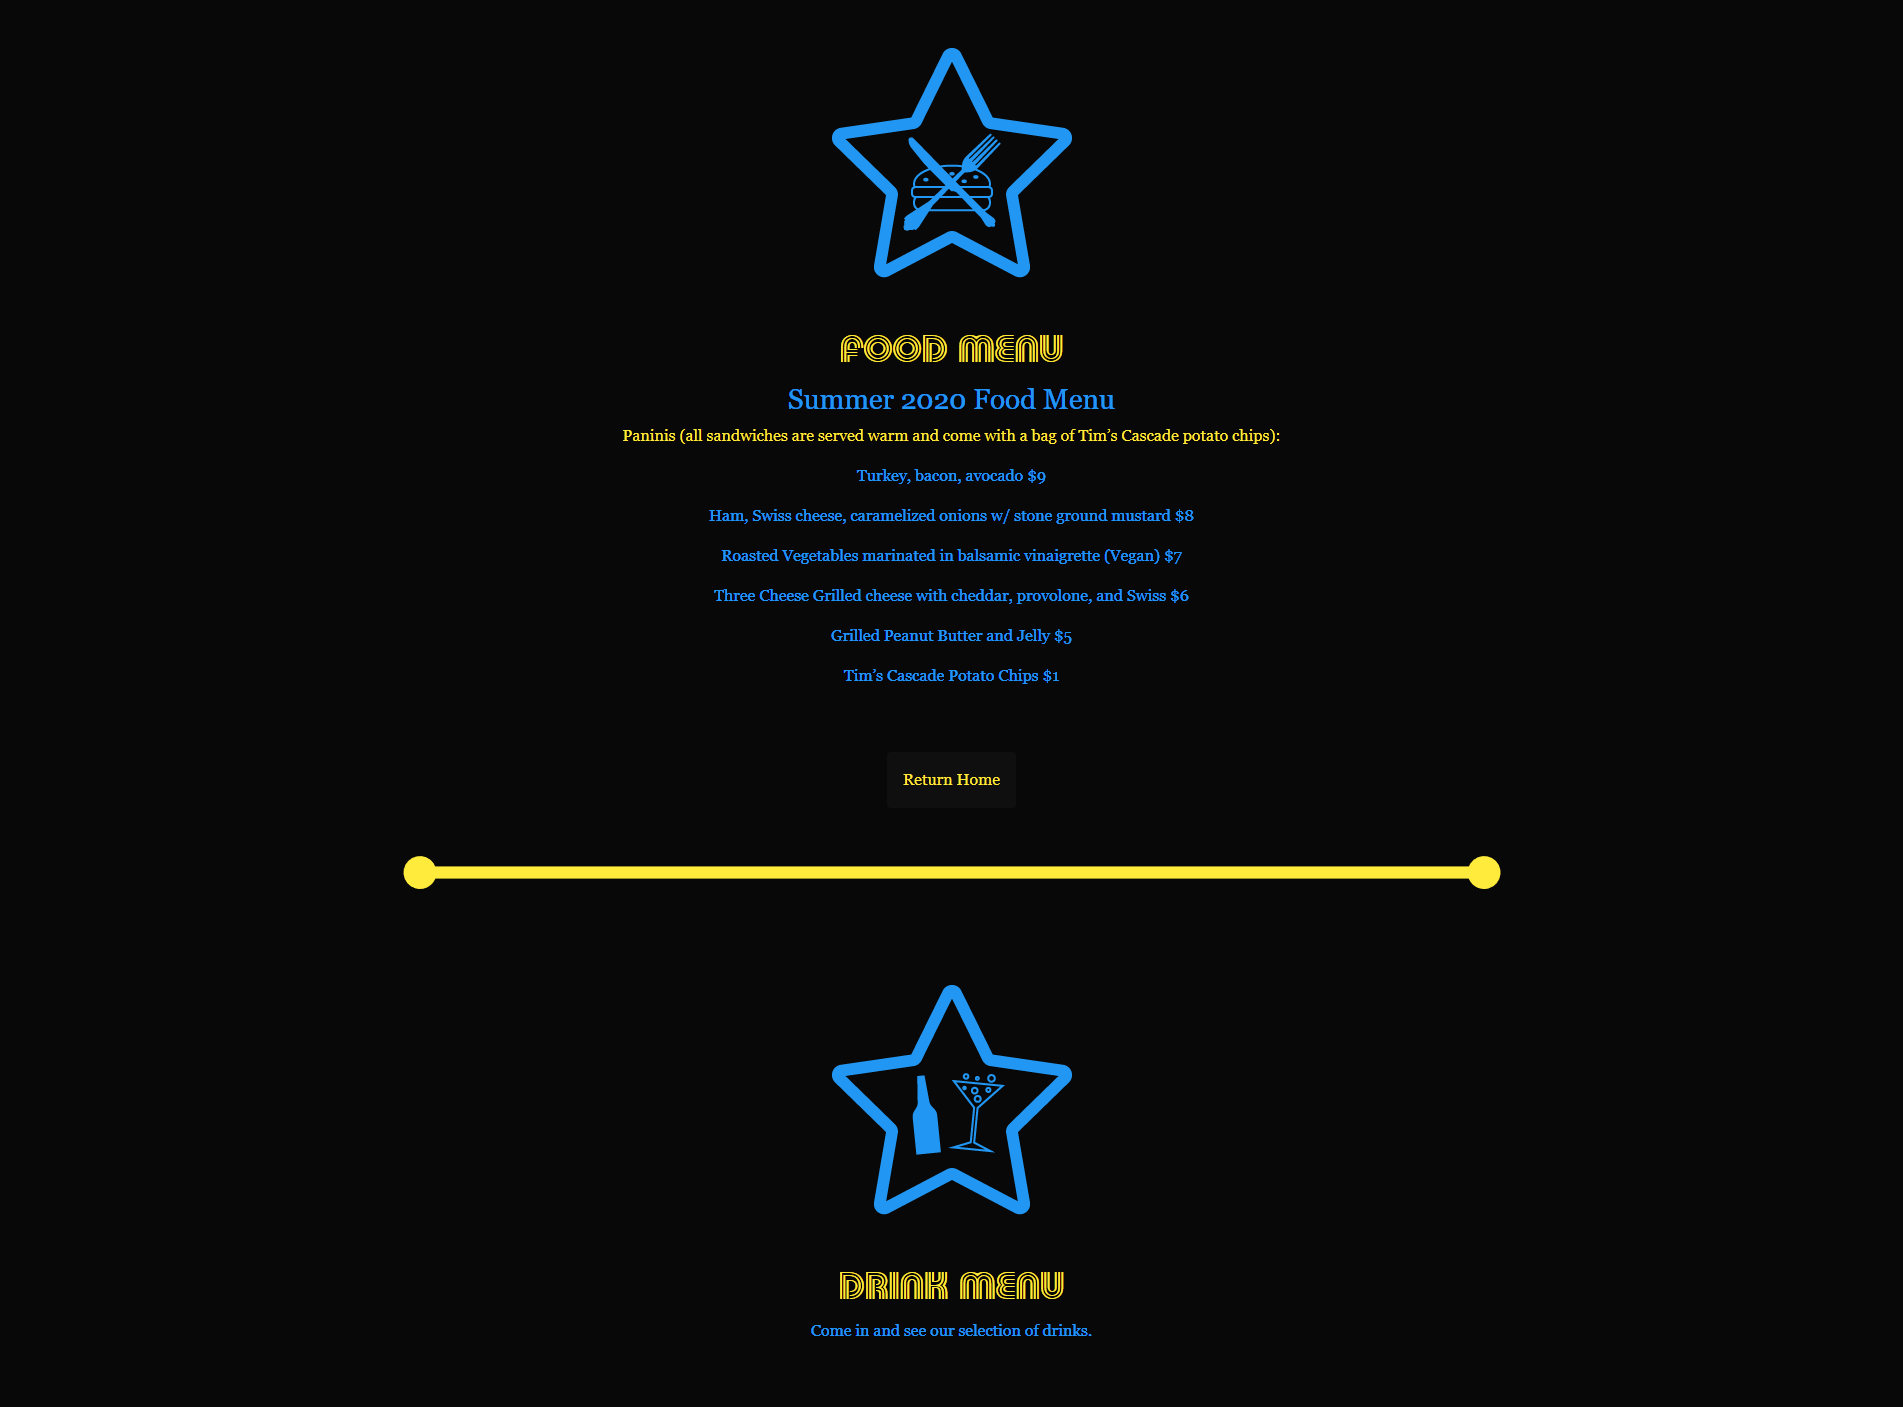 FOOD MENU
Summer 2020 Food Menu
Paninis (all sandwiches are served warm and come with a bag of Tim’s Cascade potato chips):
Turkey, bacon, avocado $9
Ham, Swiss cheese, caramelized onions w/ stone ground mustard $8
Roasted Vegetables marinated in balsamic vinaigrette (Vegan) $7
Three Cheese Grilled cheese with cheddar, provolone, and Swiss $6
Grilled Peanut Butter and Jelly $5
Tim’s Cascade Potato Chips $1
Return Home
DRINK MENU
Come in and see our selection of drinks.